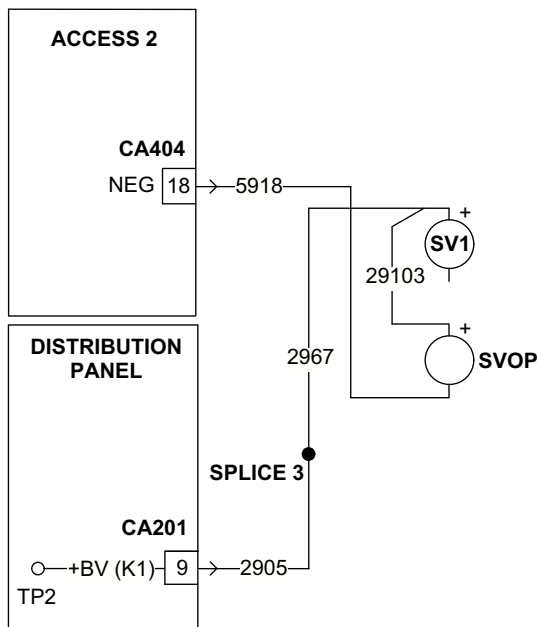 ACCESS 2
CA404
NEG 18 5918
+
SV1
29103
+
SVOP
DISTRIBUTION
PANEL
2967
SPLICE 3
CA201
+BV (K1) 9 2905
TP2